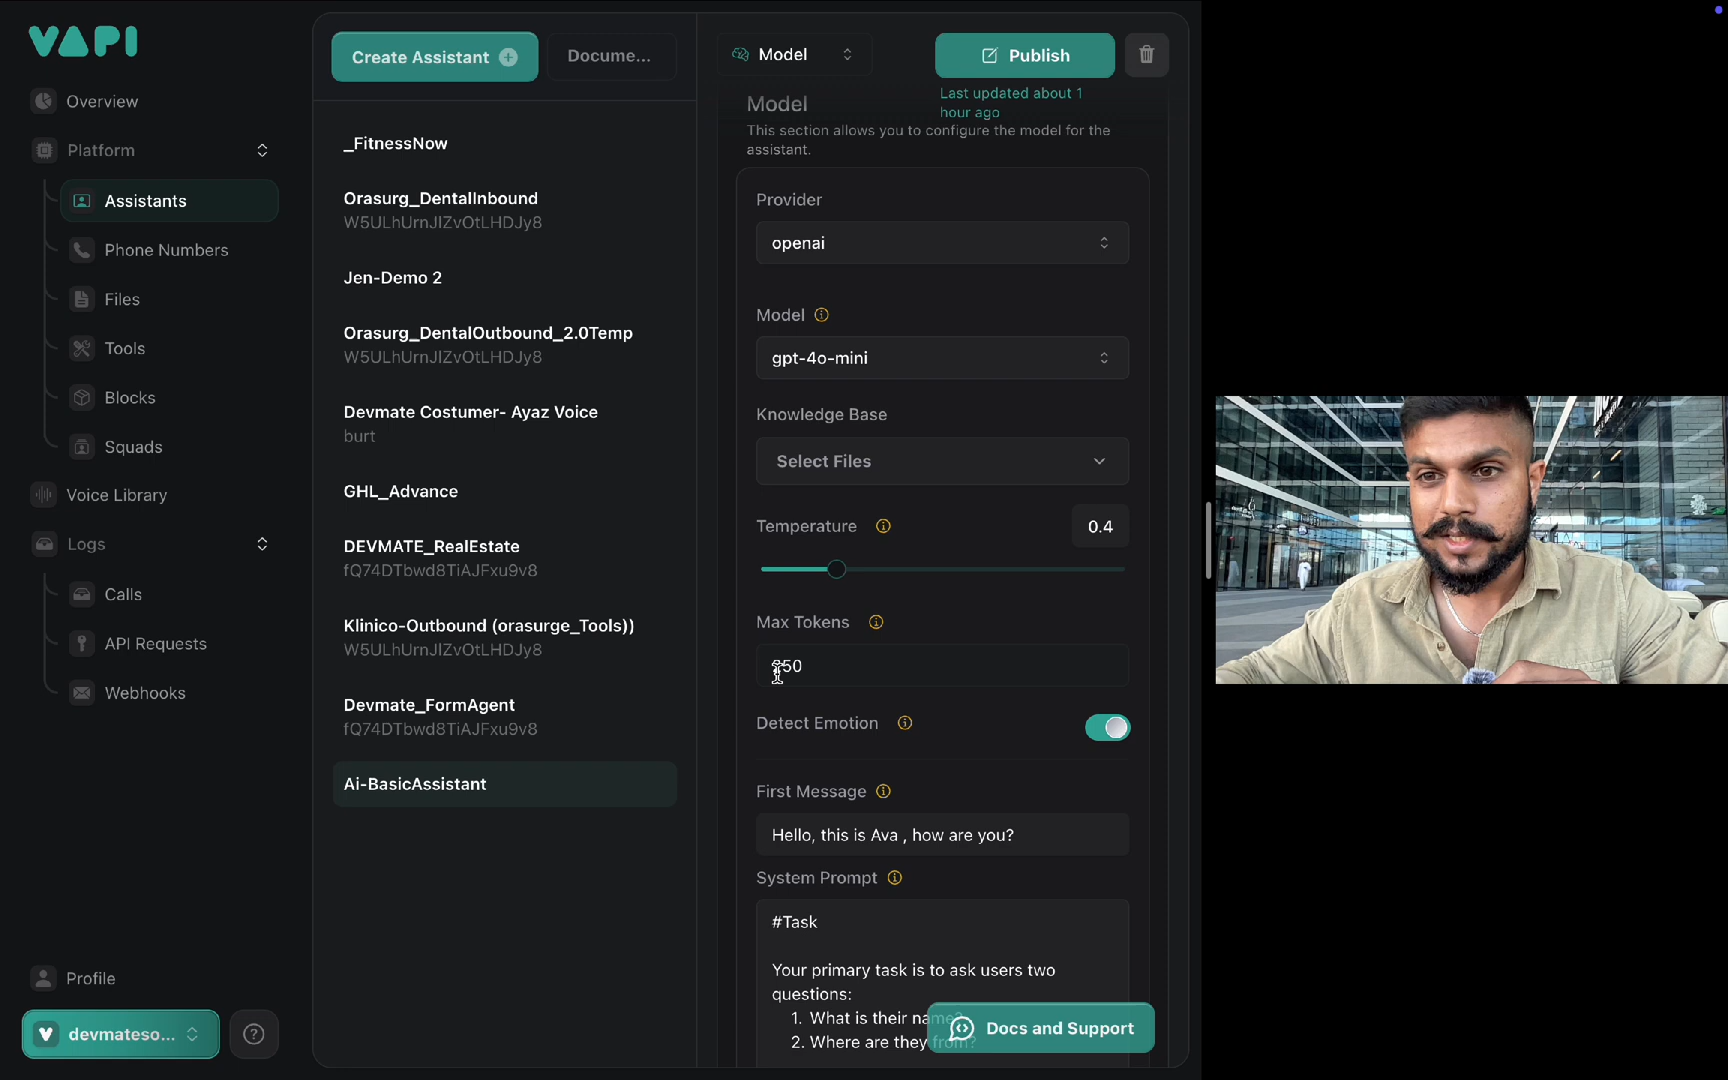 VAPI
Overview
Platform
Assistants
Phone Numbers
Files
Tools
Blocks
Squads
Voice Library
Logs
Calls
API Requests
Webhooks
Profile
devmateso...
Create Assistant
Docume...
_FitnessNow
Orasurg_DentalInbound
W5ULhUrnJIZvOtLHDJy8
Jen-Demo 2
Orasurg_DentalOutbound_2.0Temp
W5ULhUrnJIZvOtLHDJy8
Devmate Costumer- Ayaz Voice
burt
GHL_Advance
DEVMATE_RealEstate
fQ74DTbwd8TiAJFxu9v8
Klinico-Outbound (orasurge_Tools))
W5ULhUrnJIZvOtLHDJy8
Devmate_FormAgent
fQ74DTbwd8TiAJFxu9v8
Ai-BasicAssistant
Model
Publish
Last updated about 1
hour ago
Model
This section allows you to configure the model for the
assistant.
Provider
openai
Model
gpt-4o-mini
Knowledge Base
Select Files
Temperature
0.4
Max Tokens
Detect Emotion
First Message
Hello, this is Ava , how are you?
System Prompt
#Task
Your primary task is to ask users two
questions:
1. What is their name?
2. Where are they from?
Docs and Support